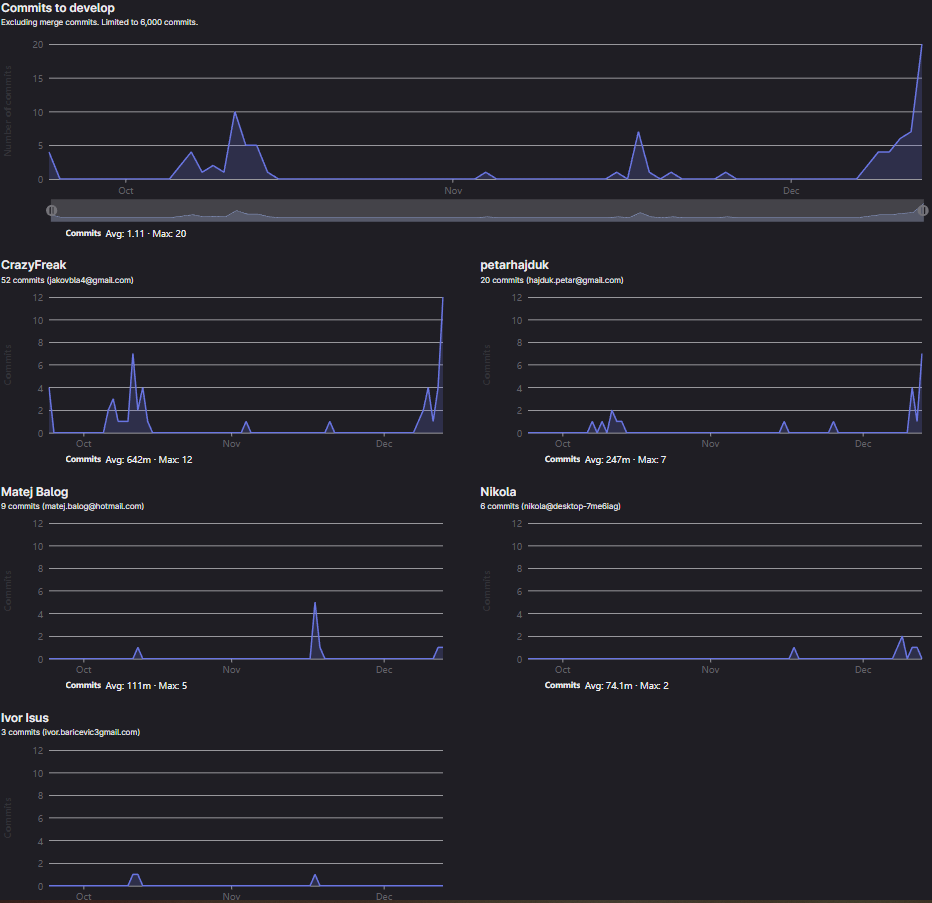 Commits to develop
Excluding merge commits. Limited to 6,000 commits.
Number of commits
20
15
10
5
0
Oct Nov Dec
Commits Avg: 1.11 · Max: 20
CrazyFreak
52 commits (jakovbla4@gmail.com)
Commits
12
10
8
6
4
2
0
Oct Nov Dec
Commits Avg: 642m · Max: 12
petarhajduk
20 commits (hajduk.petar@gmail.com)
Commits
12
10
8
6
4
2
0
Oct Nov Dec
Commits Avg: 247m · Max: 7
Matej Balog
9 commits (matej.balog@hotmail.com)
Commits
12
10
8
6
4
2
0
Oct Nov Dec
Commits Avg: 111m · Max: 5
Nikola
6 commits (nikola@desktop-7me6iag)
Commits
12
10
8
6
4
2
0
Oct Nov Dec
Commits Avg: 74.1m · Max: 2
Ivor Isus
3 commits (ivor.baricevic3gmail.com)
Commits
12
10
8
6
4
2
0
Oct Nov Dec